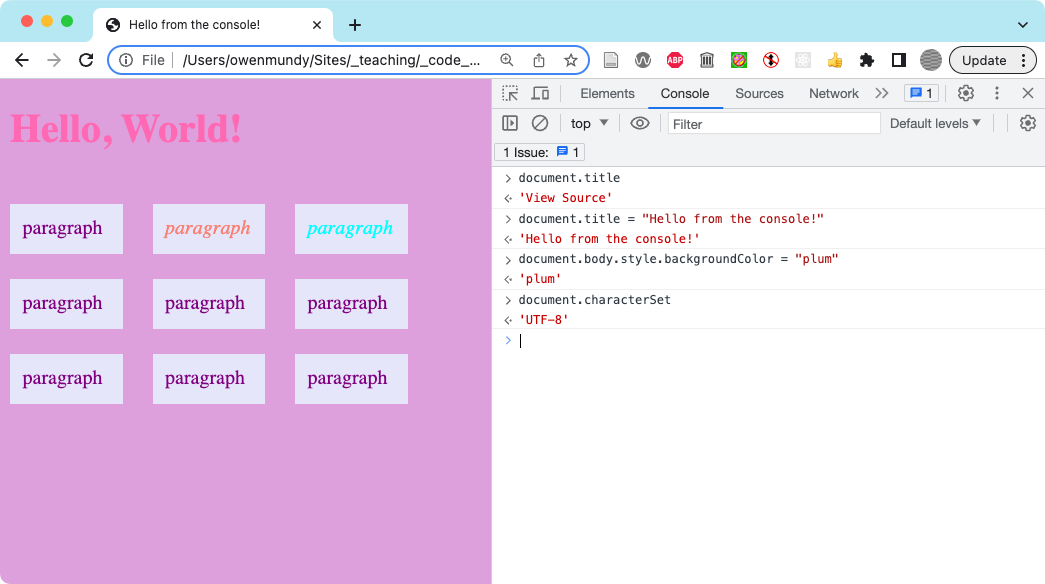 Hello from the console!
File /Users/owenmundy/Sites/_teaching/_code_...
ABP
Update
Elements Console Sources Network 1
top Filter Default levels
1 Issue: 1
Hello, World!
paragraph paragraph paragraph
paragraph paragraph paragraph
paragraph paragraph paragraph
> document.title
'View Source'
> document.title = "Hello from the console!"
'Hello from the console!'
> document.body.style.backgroundColor = "plum"
'plum'
> document.characterSet
'UTF-8'
>